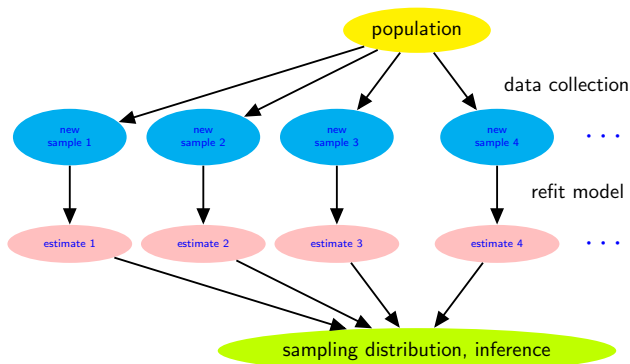 population
data collection
new
sample 1
new
sample 2
new
sample 3
new
sample 4
· · ·
refit model
estimate 1
estimate 2
estimate 3
estimate 4
· · ·
sampling distribution, inference